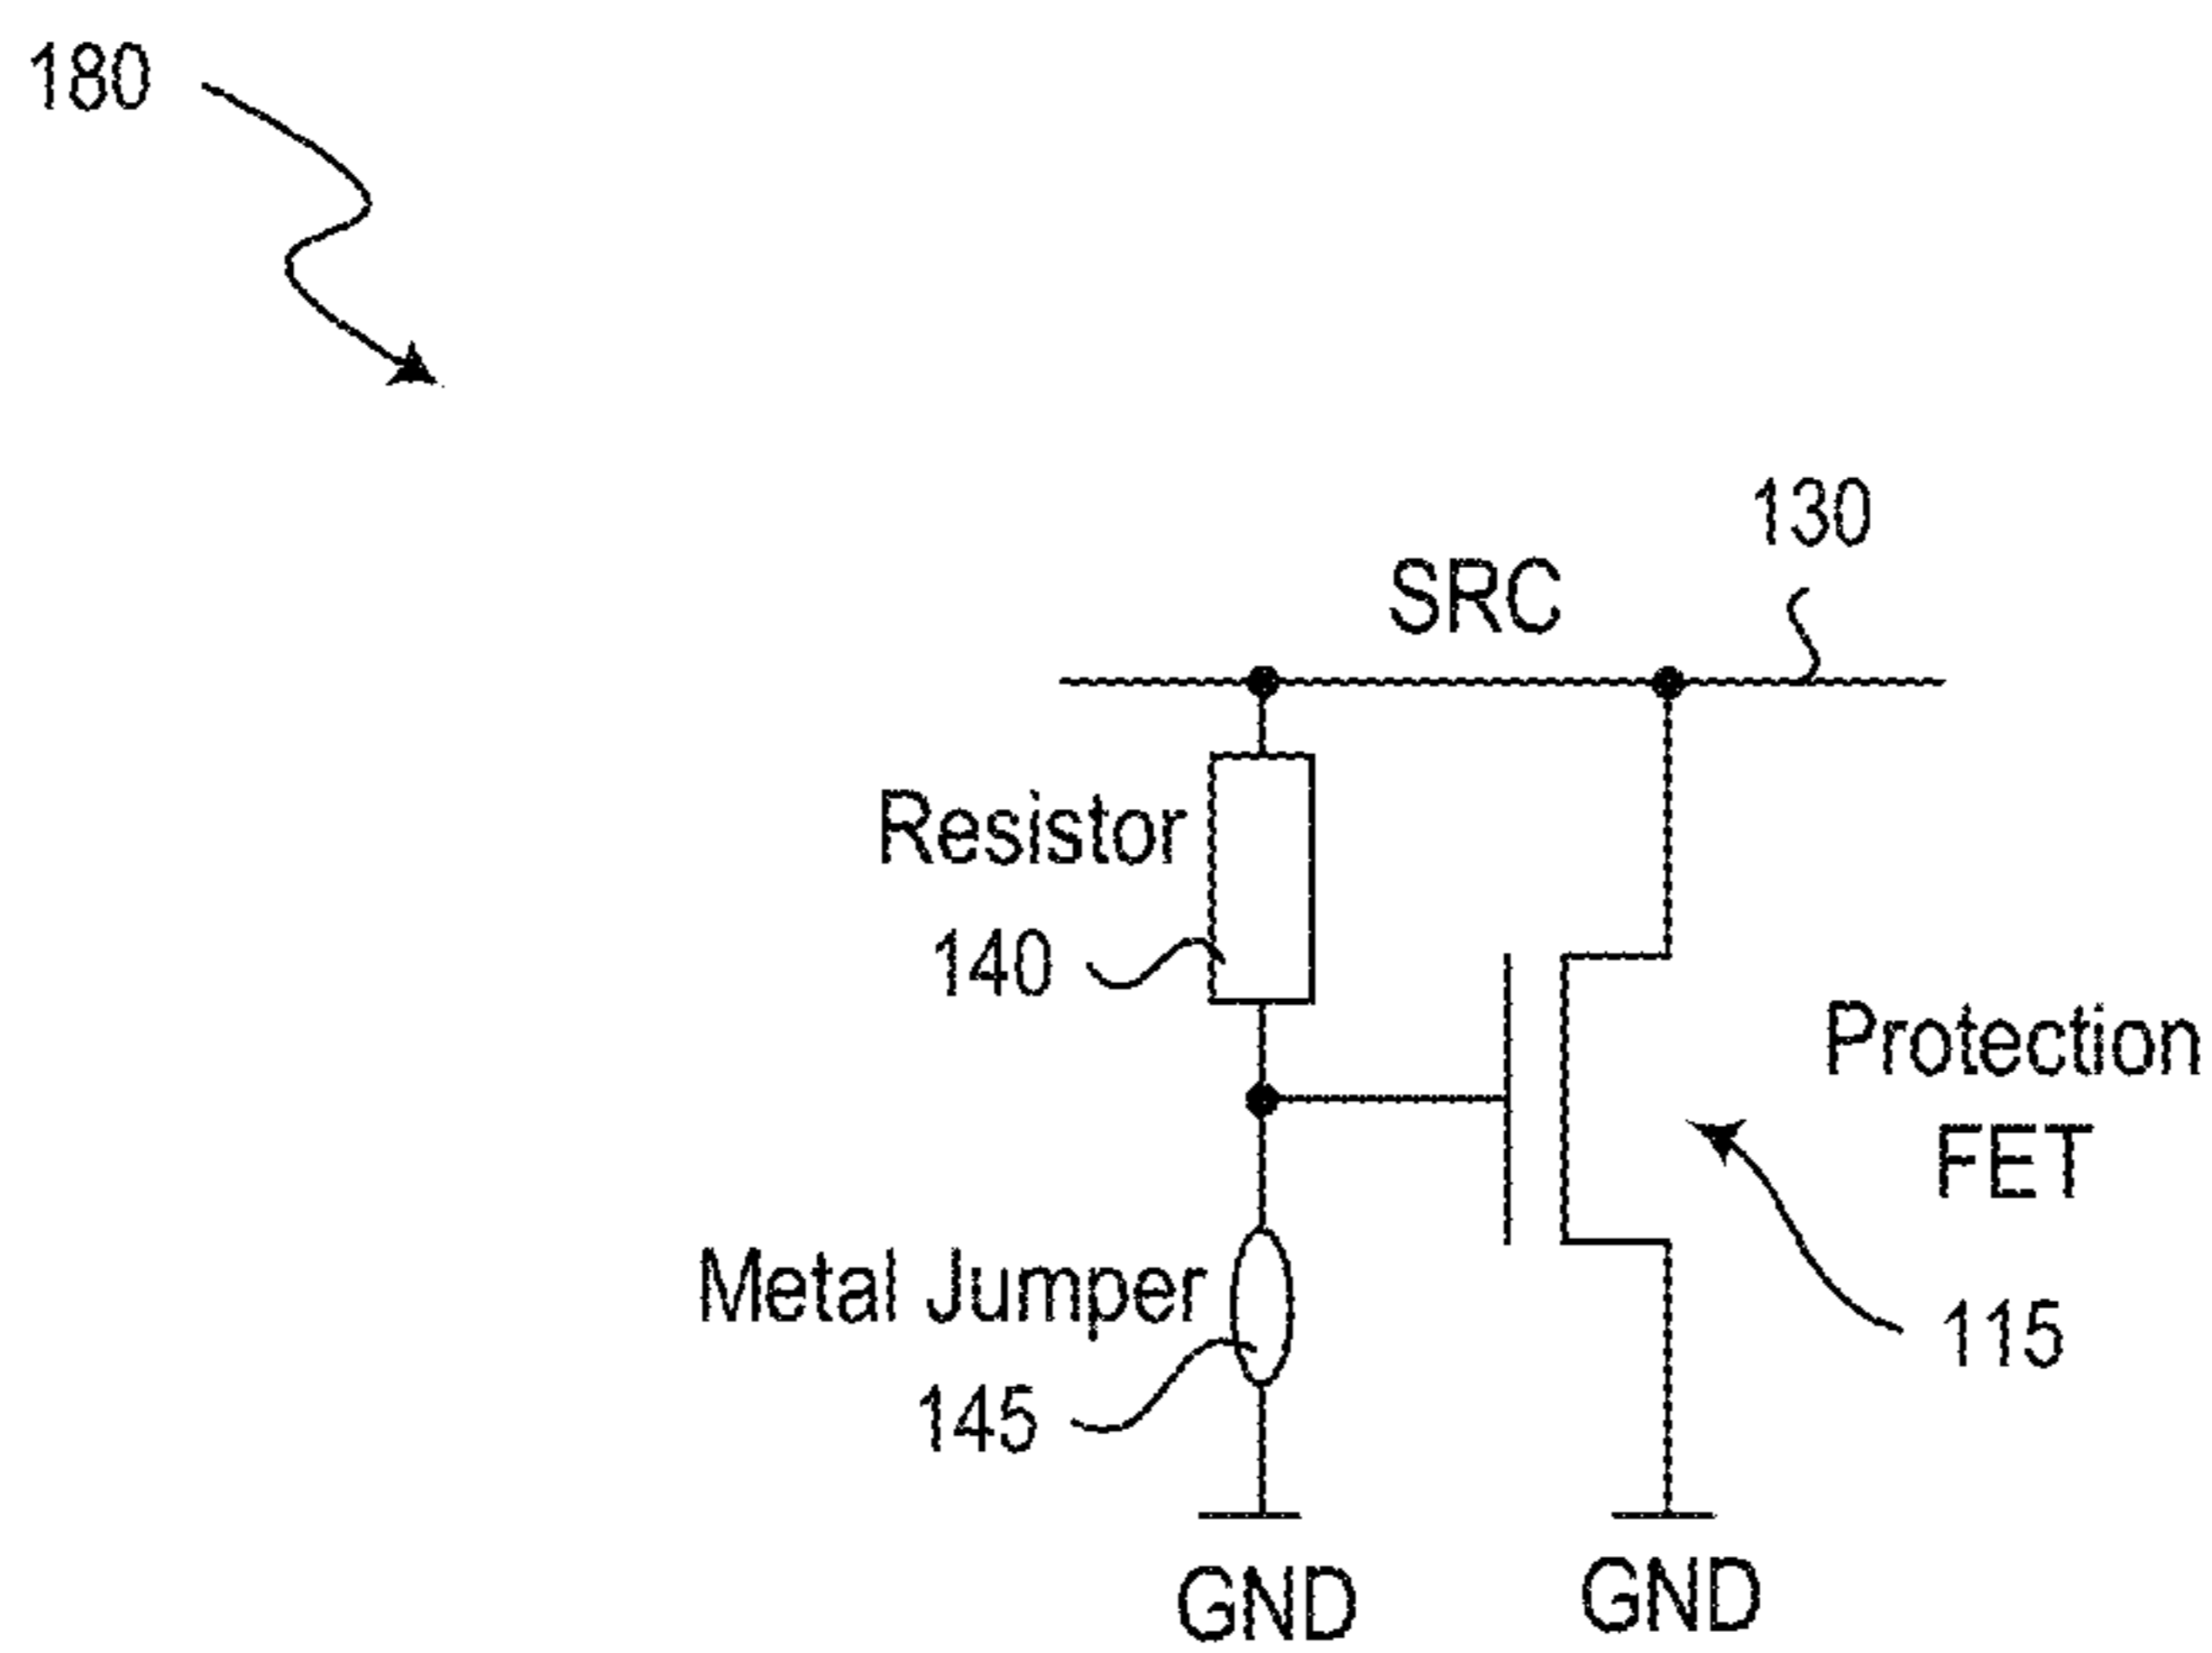 180
130
SRC
Resistor
140
Protection
FET
115
Metal Jumper
145
GND
GND